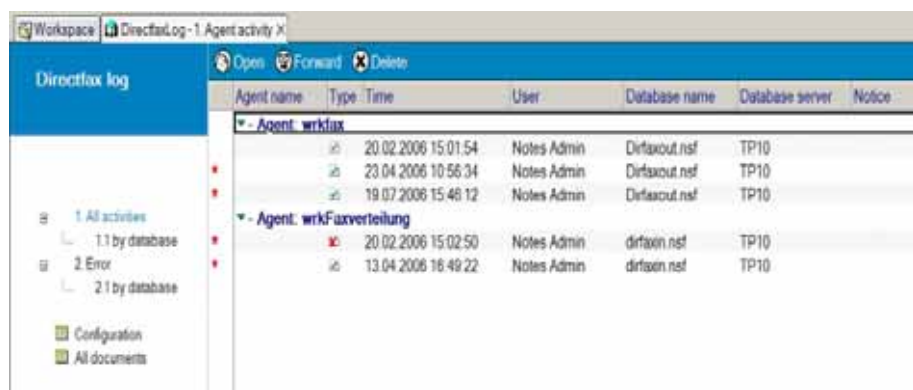 Workspace DirectfaxLog - 1. Agent activity X
Directfax log
Open Forward Delete
Agent name Type Time User Database name Database server Notice
- Agent: wrkfax
20.02.2006 15:01:54 Notes Admin Dirfaxout.nsf TP10
23.04.2006 10:56:34 Notes Admin Dirfaxout.nsf TP10
19.07.2006 15:46:12 Notes Admin Dirfaxout.nsf TP10
- Agent: wrkFaxverteilung
20.02.2006 15:02:50 Notes Admin dirfaxin.nsf TP10
13.04.2006 16:49:22 Notes Admin dirfaxin.nsf TP10
1. All activities
1.1 by database
2. Error
2.1 by database
Configuration
All documents